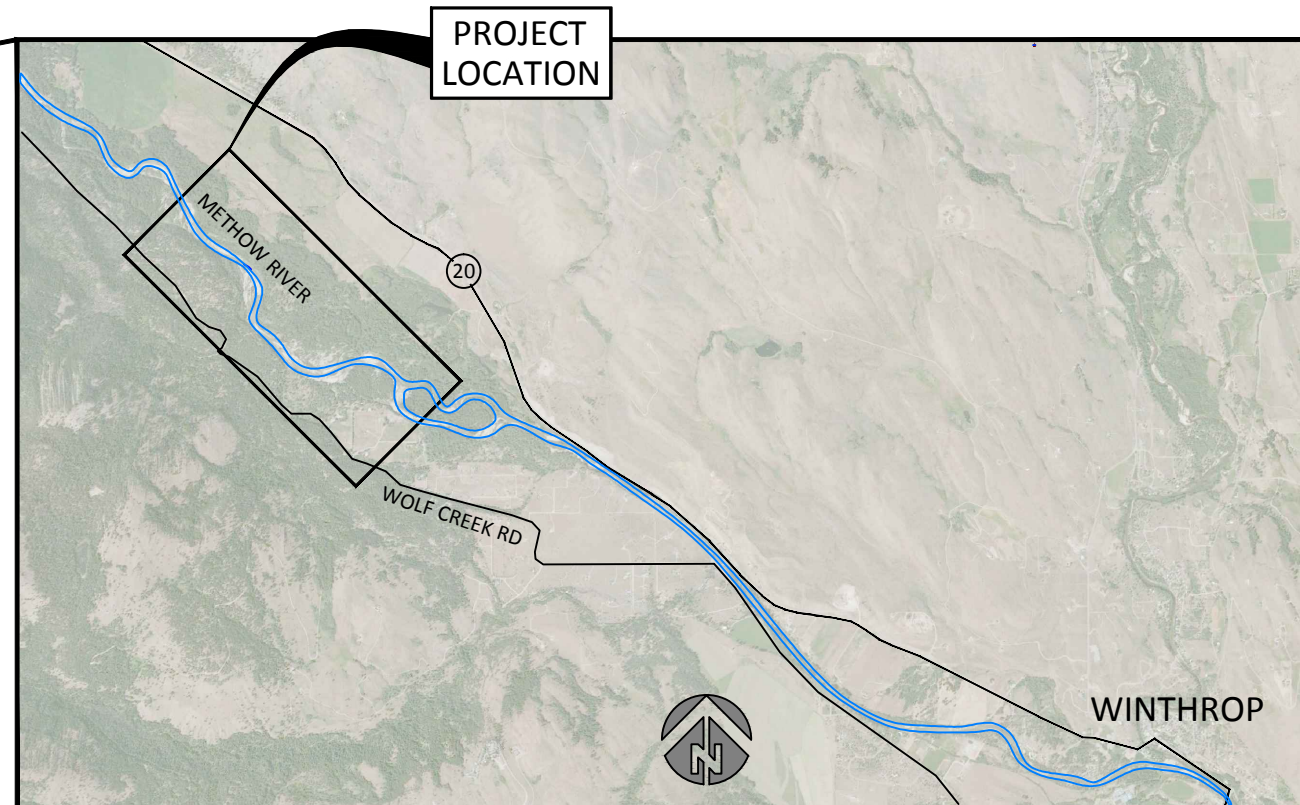 PROJECT
LOCATION
METHOW RIVER
20
WOLF CREEK RD
WINTHROP
N